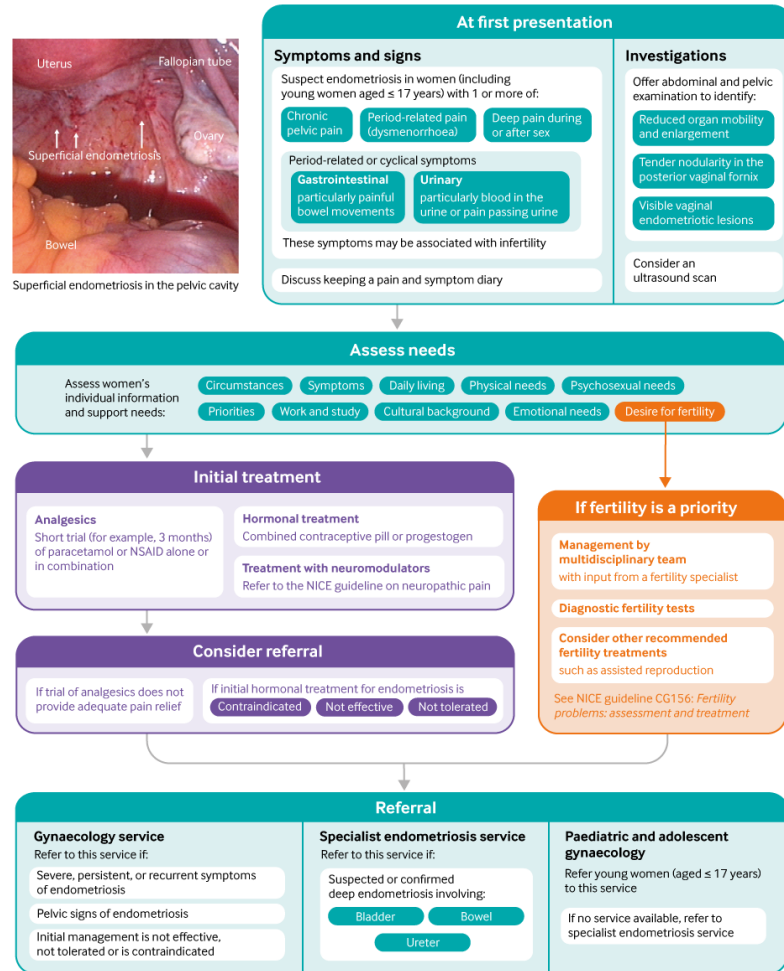 Uterus
Fallopian tube
Ovary
Superficial endometriosis
Bowel
Superficial endometriosis in the pelvic cavity
At first presentation
Symptoms and signs
Suspect endometriosis in women (including
young women aged ≤ 17 years) with 1 or more of:
Chronic
pelvic pain
Period-related pain
(dysmenorrhoea)
Deep pain during
or after sex
Period-related or cyclical symptoms
Gastrointestinal
particularly painful
bowel movements
Urinary
particularly blood in the
urine or pain passing urine
These symptoms may be associated with infertility
Discuss keeping a pain and symptom diary
Investigations
Offer abdominal and pelvic
examination to identify:
Reduced organ mobility
and enlargement
Tender nodularity in the
posterior vaginal fornix
Visible vaginal
endometriotic lesions
Consider an
ultrasound scan
Assess needs
Assess women's
individual information
and support needs:
Circumstances
Symptoms
Daily living
Physical needs
Psychosexual needs
Priorities
Work and study
Cultural background
Emotional needs
Desire for fertility
Initial treatment
Analgesics
Short trial (for example, 3 months)
of paracetamol or NSAID alone or
in combination
Hormonal treatment
Combined contraceptive pill or progestogen
Treatment with neuromodulators
Refer to the NICE guideline on neuropathic pain
Consider referral
If trial of analgesics does not
provide adequate pain relief
If initial hormonal treatment for endometriosis is
Contraindicated
Not effective
Not tolerated
If fertility is a priority
Management by
multidisciplinary team
with input from a fertility specialist
Diagnostic fertility tests
Consider other recommended
fertility treatments
such as assisted reproduction
See NICE guideline CG156: Fertility
problems: assessment and treatment
Referral
Gynaecology service
Refer to this service if:
Severe, persistent, or recurrent symptoms
of endometriosis
Pelvic signs of endometriosis
Initial management is not effective,
not tolerated or is contraindicated
Specialist endometriosis service
Refer to this service if:
Suspected or confirmed
deep endometriosis involving:
Bladder
Bowel
Ureter
Paediatric and adolescent
gynaecology
Refer young women (aged ≤ 17 years)
to this service
If no service available, refer to
specialist endometriosis service